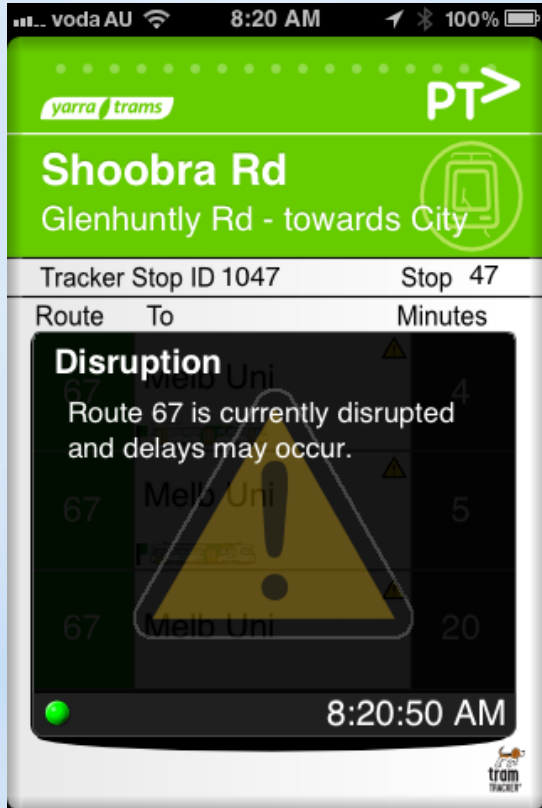 voda AU 8:20 AM 100%
yarra trams PT>
Shoobra Rd
Glenhuntly Rd - towards City
Tracker Stop ID 1047 Stop 47
Route To Minutes
Disruption
67 Melb Uni 4
Route 67 is currently disrupted
and delays may occur.
67 Melb Uni 5
67 Melb Uni 20
8:20:50 AM
tram
TRACKER